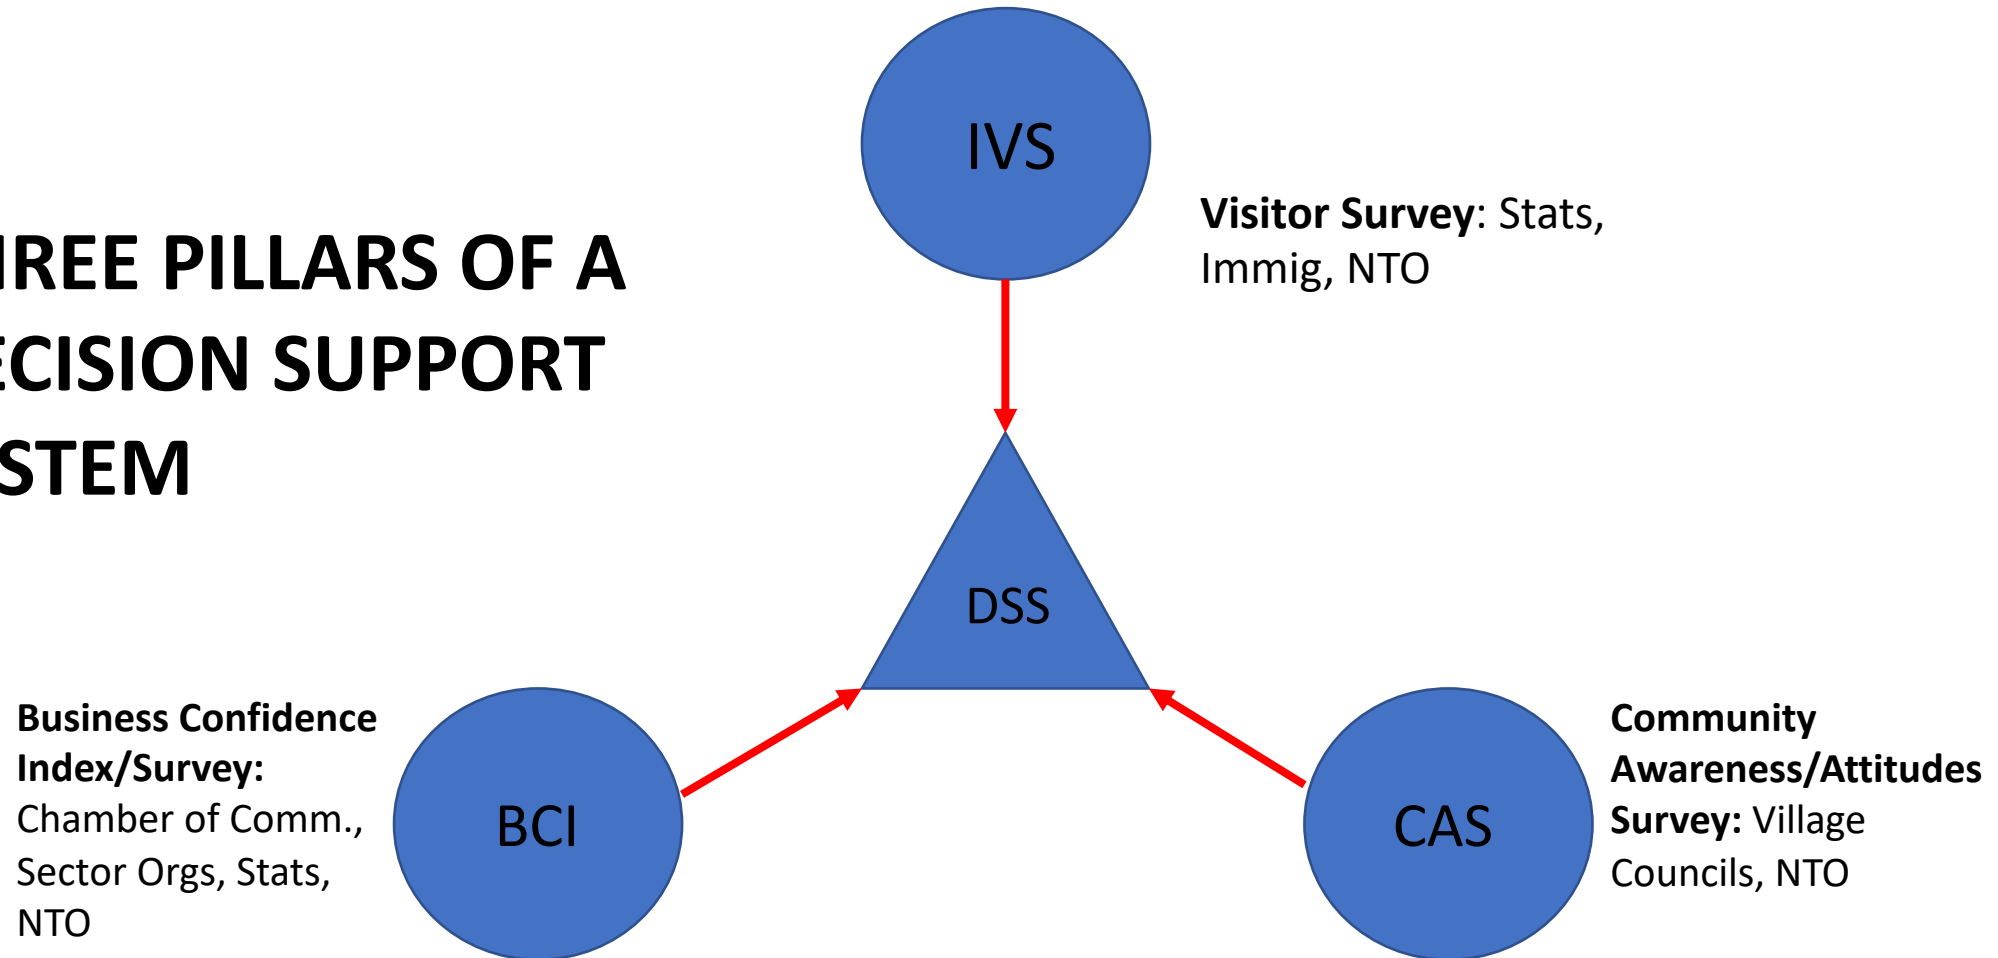 IVS
Visitor Survey: Stats,
Immig, NTO
HREE PILLARS OF A
ECISION SUPPORT
STEM
DSS
Business Confidence
Index/Survey:
Chamber of Comm.,
Sector Orgs, Stats,
NTO
BCI
CAS
Community
Awareness/Attitudes
Survey: Village
Councils, NTO